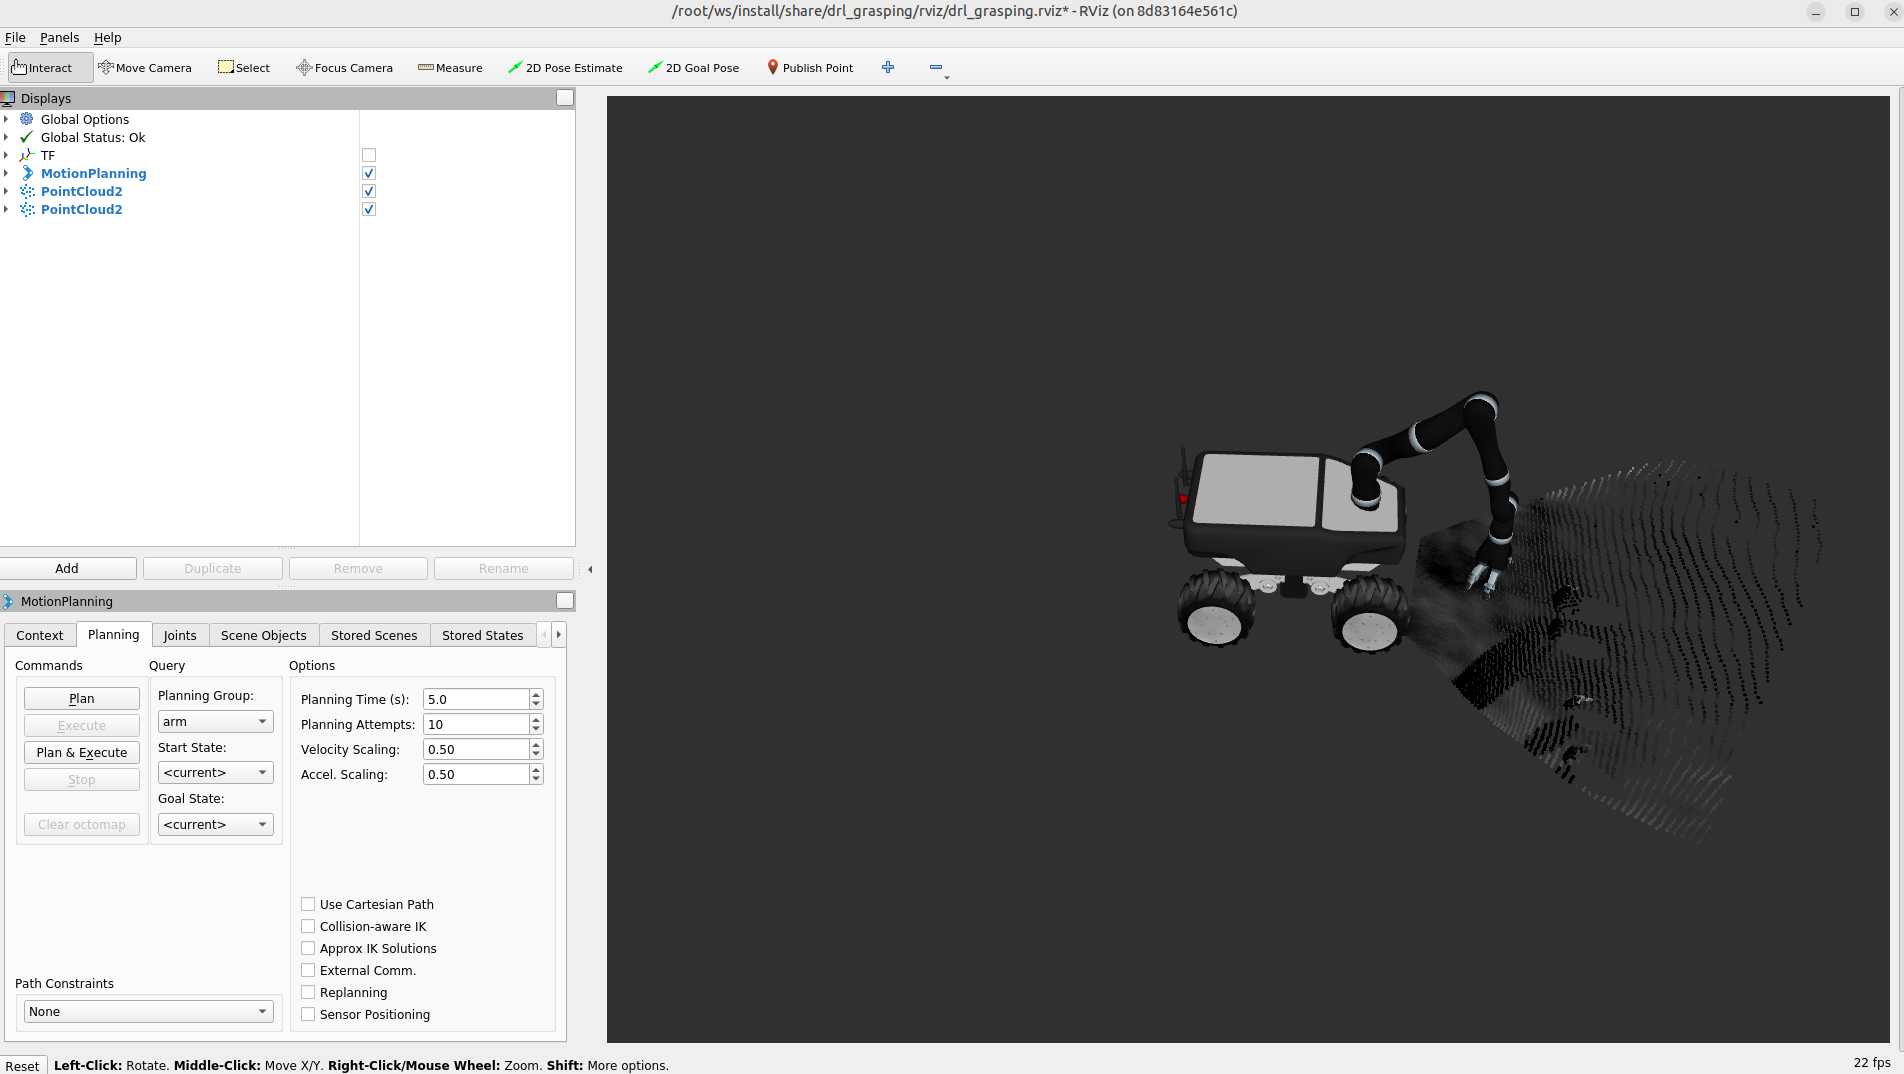 /root/ws/install/share/drl_grasping/rviz/drl_grasping.rviz* - RViz (on 8d83164e561c)
File Panels Help
Interact Move Camera Select Focus Camera Measure 2D Pose Estimate 2D Goal Pose Publish Point
Displays
Global Options
Global Status: Ok
TF
MotionPlanning
PointCloud2
PointCloud2
Add Duplicate Remove Rename
MotionPlanning
Context Planning Joints Scene Objects Stored Scenes Stored States
Commands Query Options
Plan
Execute
Plan & Execute
Stop
Clear octomap
Planning Group:
arm
Start State:
<current>
Goal State:
<current>
Planning Time (s): 5.0
Planning Attempts: 10
Velocity Scaling: 0.50
Accel. Scaling: 0.50
Use Cartesian Path
Collision-aware IK
Approx IK Solutions
External Comm.
Replanning
Sensor Positioning
Path Constraints
None
Reset Left-Click: Rotate. Middle-Click: Move X/Y. Right-Click/Mouse Wheel: Zoom. Shift: More options. 22 fps